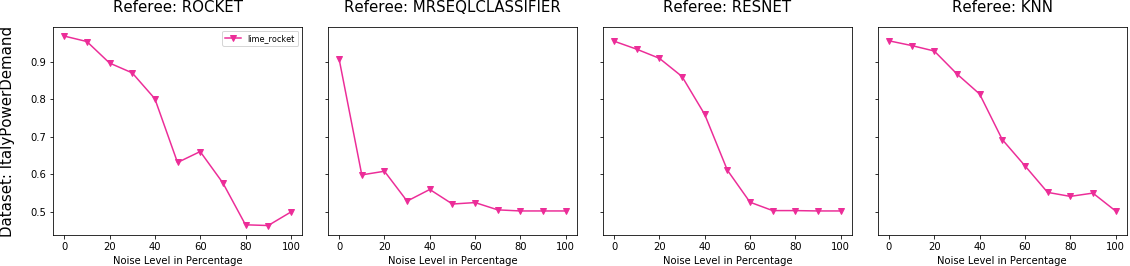 Referee: ROCKET
Referee: MRSEQLCLASSIFIER
Referee: RESNET
Referee: KNN
Dataset: ItalyPowerDemand
lime_rocket
0.9
0.8
0.7
0.6
0.5
0 20 40 60 80 100
0 20 40 60 80 100
0 20 40 60 80 100
0 20 40 60 80 100
Noise Level in Percentage
Noise Level in Percentage
Noise Level in Percentage
Noise Level in Percentage